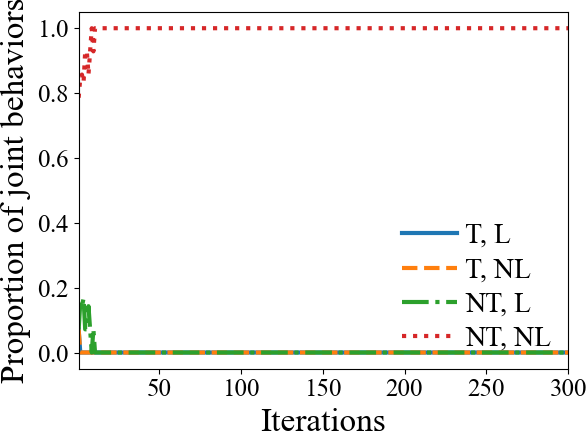 Proportion of joint behaviors
1.0
0.8
0.6
0.4
0.2
0.0
T, L
T, NL
NT, L
NT, NL
50 100 150 200 250 300
Iterations